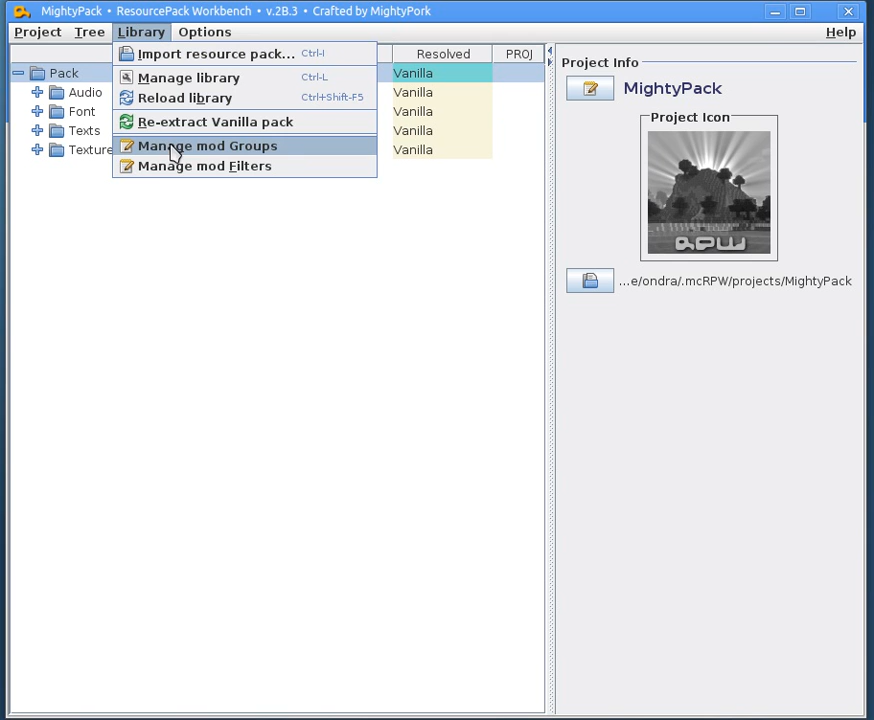 MightyPack • ResourcePack Workbench • v.2B.3 • Crafted by MightyPork
Project Tree Library Options Help
Import resource pack... Ctrl-I
Manage library Ctrl-L
Reload library Ctrl+Shift-F5
Re-extract Vanilla pack
Manage mod Groups
Manage mod Filters
Resolved PROJ
Pack Vanilla
Audio Vanilla
Font Vanilla
Texts Vanilla
Texture Vanilla
Project Info
MightyPack
Project Icon
RPW
...e/ondra/.mcRPW/projects/MightyPack